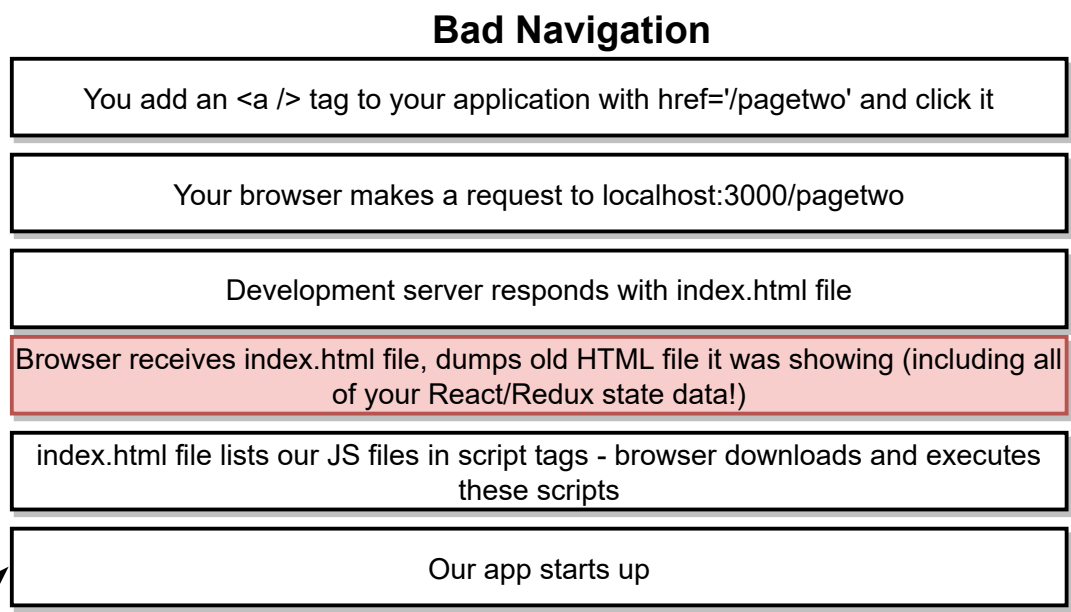 Bad Navigation
You add an <a /> tag to your application with href='/pagetwo' and click it
Your browser makes a request to localhost:3000/pagetwo
Development server responds with index.html file
Browser receives index.html file, dumps old HTML file it was showing (including all
of your React/Redux state data!)
index.html file lists our JS files in script tags - browser downloads and executes
these scripts
Our app starts up